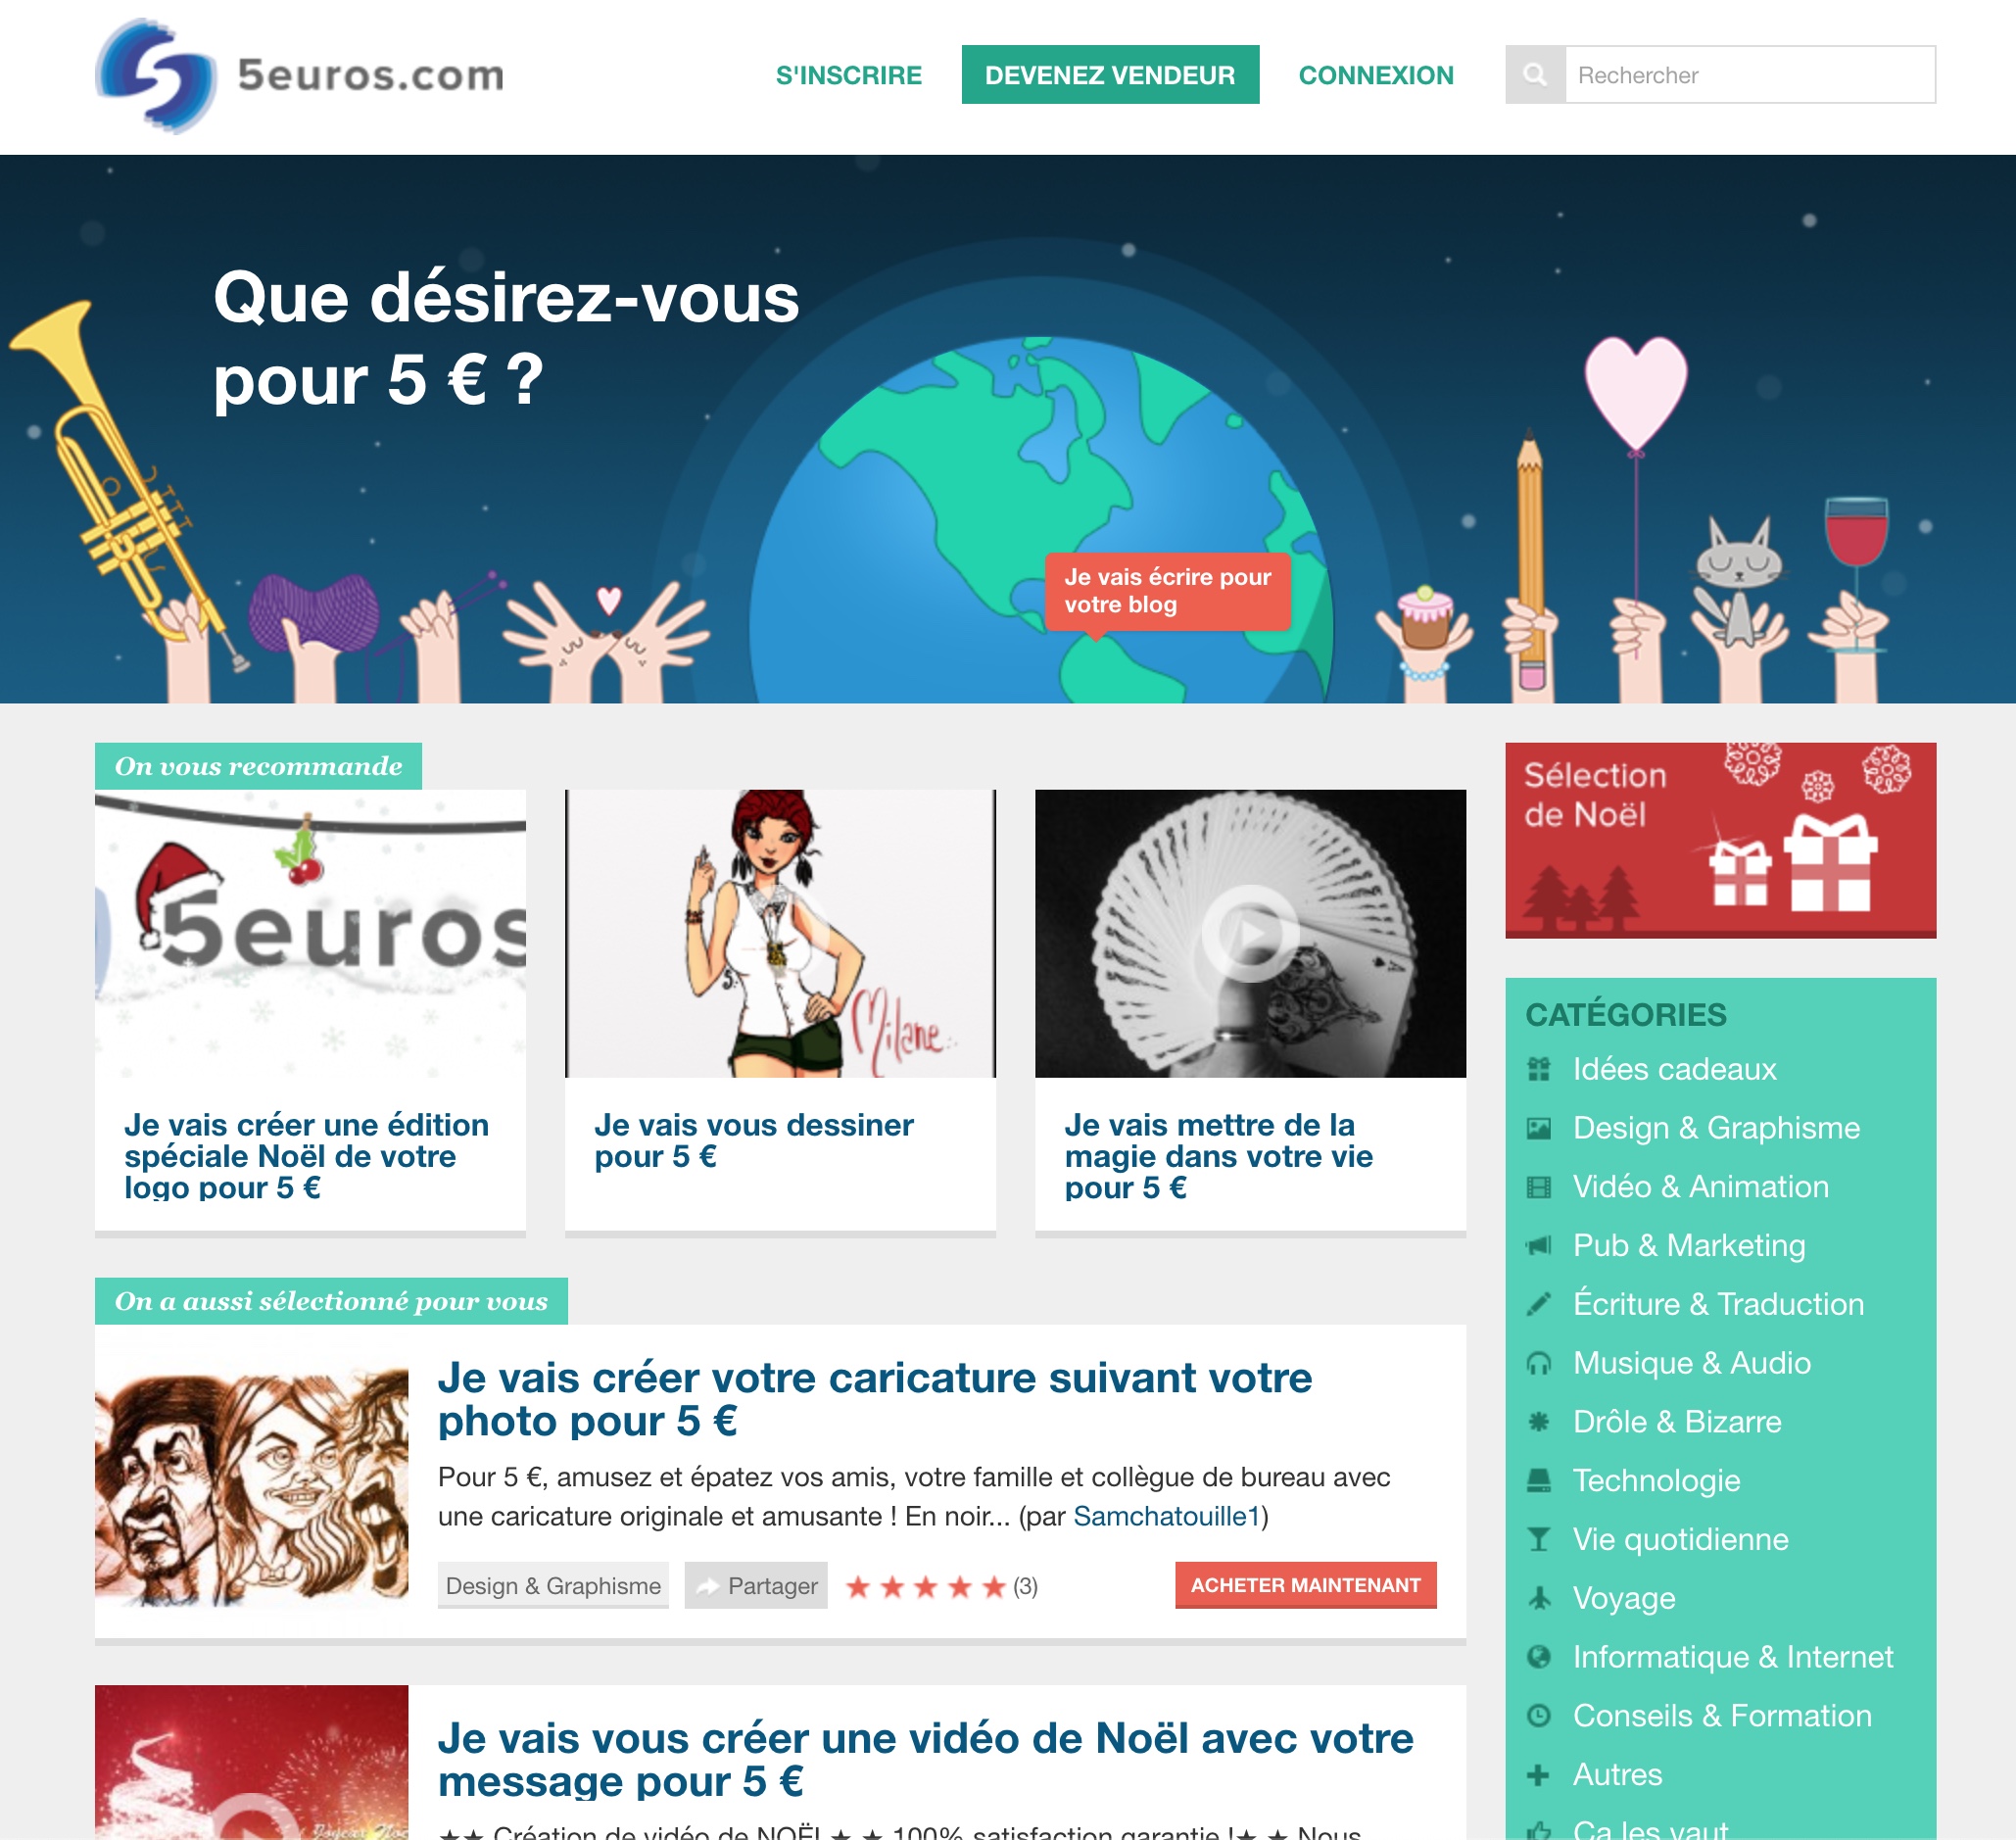 5euros.com
S'INSCRIRE
DEVENEZ VENDEUR
CONNEXION
Rechercher
Que désirez-vous
pour 5 € ?
Je vais écrire pour
votre blog
On vous recommande
5euros
Milane
Je vais créer une édition
spéciale Noël de votre
logo pour 5 €
Je vais vous dessiner
pour 5 €
A
Je vais mettre de la
magie dans votre vie
pour 5 €
On a aussi sélectionné pour vous
Je vais créer votre caricature suivant votre
photo pour 5 €
Pour 5 €, amusez et épatez vos amis, votre famille et collègue de bureau avec
une caricature originale et amusante ! En noir... (par Samchatouille1)
Design & Graphisme
Partager
★ ★ ★ ★ ★ (3)
ACHETER MAINTENANT
Joyeux Noe
Je vais vous créer une vidéo de Noël avec votre
message pour 5 €
★★ Création de vidéo de NOËL ★ ★ 100% satisfaction garantie !★ ★ Nous
Sélection
de Noël
CATÉGORIES
Idées cadeaux
Design & Graphisme
Vidéo & Animation
Pub & Marketing
Écriture & Traduction
Musique & Audio
Drôle & Bizarre
Technologie
Vie quotidienne
Voyage
Informatique & Internet
Conseils & Formation
Autres
Ça les vaut